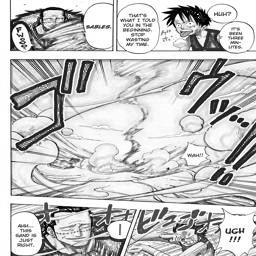 HUH?
IT'S
BEEN
THREE
MIN-
UTES.
THAT'S
WHAT I TOLD
YOU IN THE
BEGINNING.
STOP
WASTING
MY TIME.
SABLES.
WAH!!
UGH
!!!
!
AHH...
THIS
SAND IS
JUST
RIGHT.